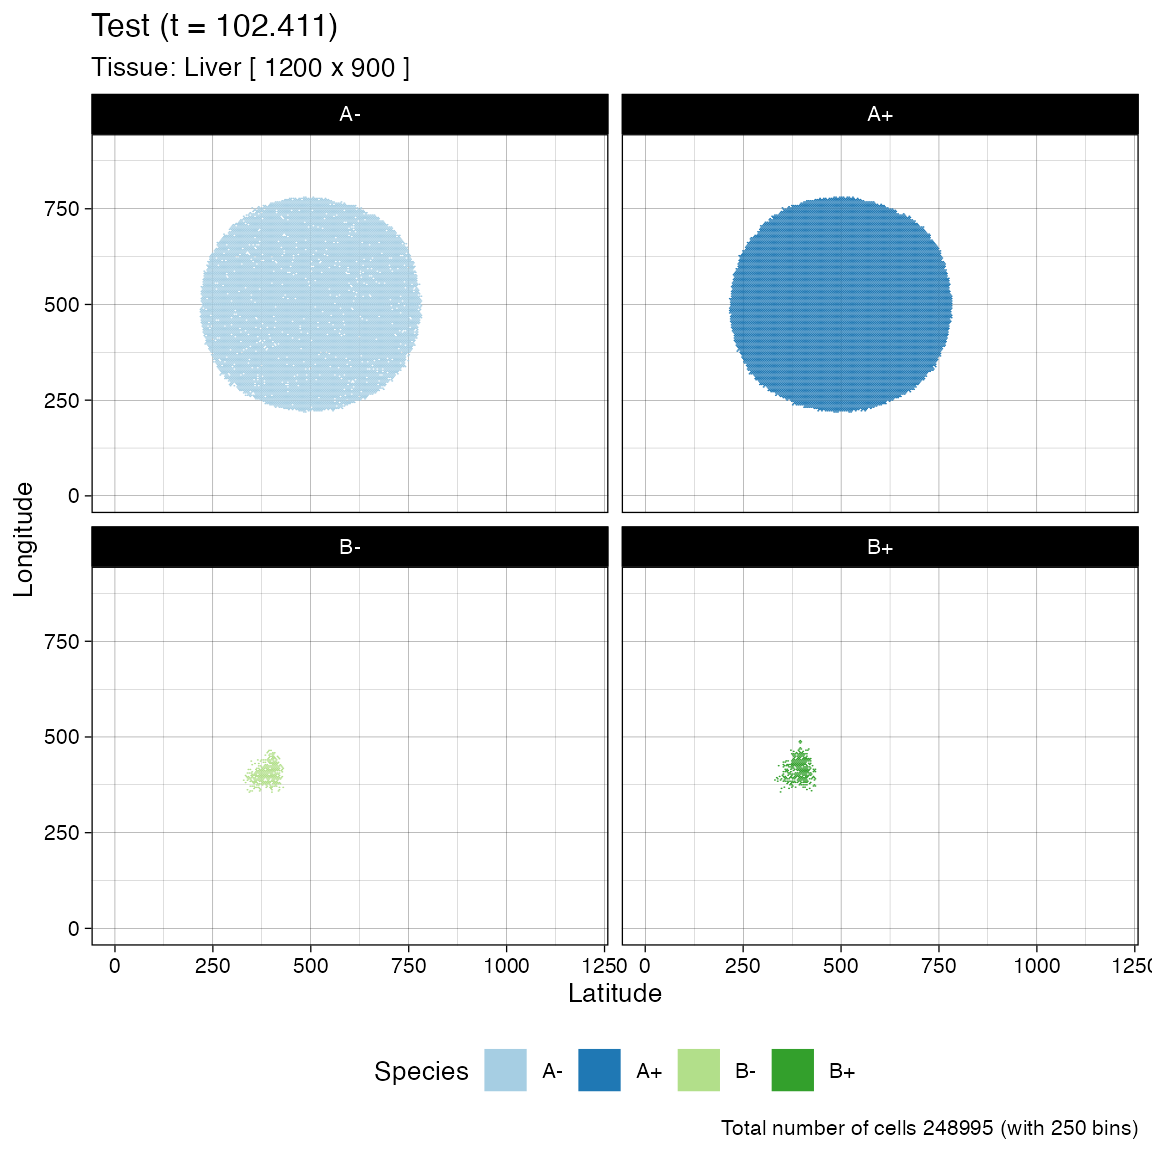 Test (t = 102.411)
Tissue: Liver [ 1200 x 900 ]
A- A+
750
500
250
0
Longitude
B- B+
750
500
250
0
0 250 500 750 1000 1250 0 250 500 750 1000 1250
Latitude
Species A- A+ B- B+
Total number of cells 248995 (with 250 bins)